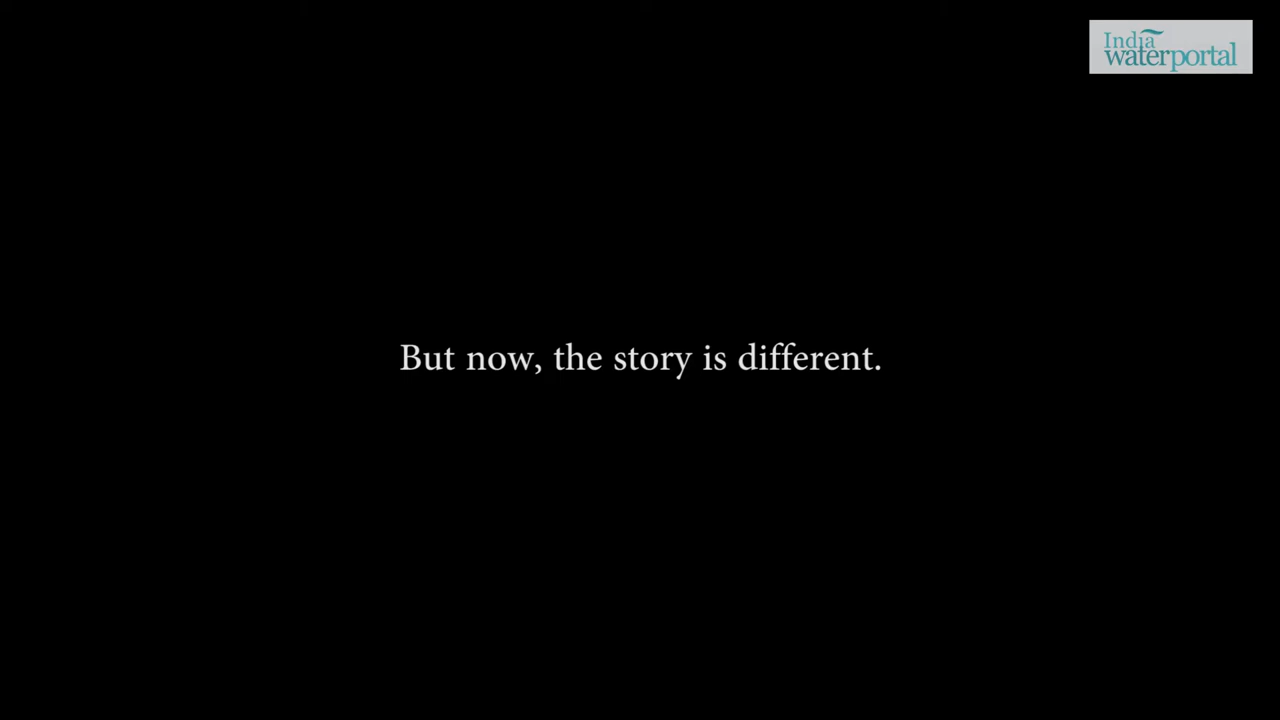 India
waterportal
But now, the story is different.